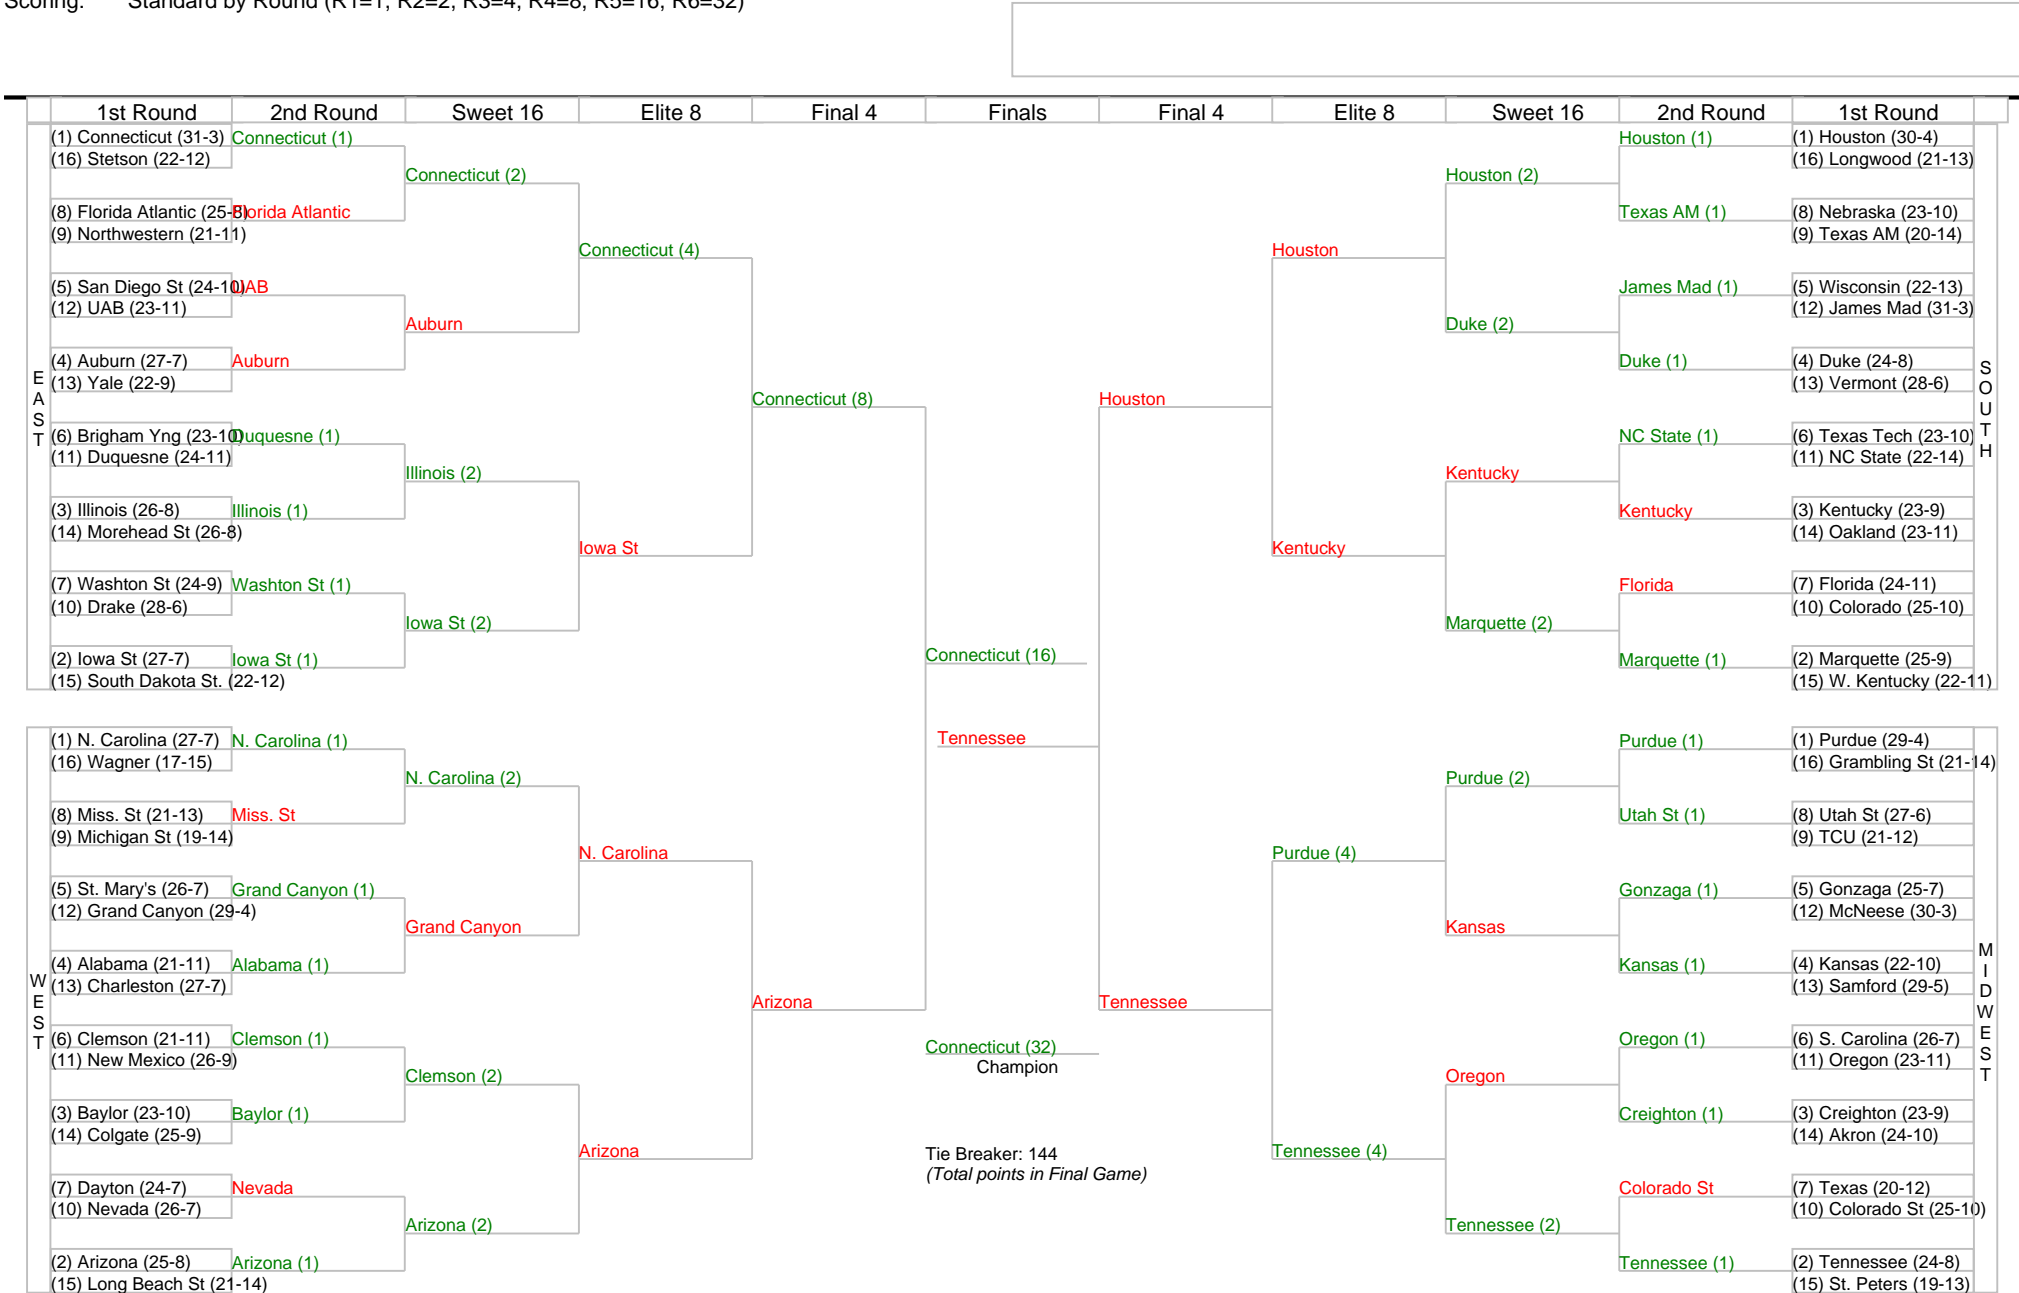 Scoring: Standard by Round (R1=1, R2=2, R3=4, R4=8, R5=16, R6=32)
1st Round 2nd Round Sweet 16 Elite 8 Final 4 Finals Final 4 Elite 8 Sweet 16 2nd Round 1st Round
EAST
(1) Connecticut (31-3)
(16) Stetson (22-12)
(8) Florida Atlantic (25-8)
(9) Northwestern (21-11)
(5) San Diego St (24-10)
(12) UAB (23-11)
(4) Auburn (27-7)
(13) Yale (22-9)
(6) Brigham Yng (23-10)
(11) Duquesne (24-11)
(3) Illinois (26-8)
(14) Morehead St (26-8)
(7) Washton St (24-9)
(10) Drake (28-6)
(2) Iowa St (27-7)
(15) South Dakota St. (22-12)
Connecticut (1)
Florida Atlantic
UAB
Auburn
Duquesne (1)
Illinois (1)
Washton St (1)
Iowa St (1)
Connecticut (2)
Auburn
Illinois (2)
Iowa St (2)
Connecticut (4)
Iowa St
Connecticut (8)
WEST
(1) N. Carolina (27-7)
(16) Wagner (17-15)
(8) Miss. St (21-13)
(9) Michigan St (19-14)
(5) St. Mary's (26-7)
(12) Grand Canyon (29-4)
(4) Alabama (21-11)
(13) Charleston (27-7)
(6) Clemson (21-11)
(11) New Mexico (26-9)
(3) Baylor (23-10)
(14) Colgate (25-9)
(7) Dayton (24-7)
(10) Nevada (26-7)
(2) Arizona (25-8)
(15) Long Beach St (21-14)
N. Carolina (1)
Miss. St
Grand Canyon (1)
Alabama (1)
Clemson (1)
Baylor (1)
Nevada
Arizona (1)
N. Carolina (2)
Grand Canyon
Clemson (2)
Arizona (2)
N. Carolina
Arizona
Arizona
Connecticut (16)
Tennessee
Connecticut (32)
Champion
Tie Breaker: 144
(Total points in Final Game)
Houston
Houston
Kentucky
Houston (2)
Duke (2)
Kentucky
Marquette (2)
Houston (1)
Texas AM (1)
James Mad (1)
Duke (1)
NC State (1)
Kentucky
Florida
Marquette (1)
(1) Houston (30-4)
(16) Longwood (21-13)
(8) Nebraska (23-10)
(9) Texas AM (20-14)
(5) Wisconsin (22-13)
(12) James Mad (31-3)
(4) Duke (24-8)
(13) Vermont (28-6)
(6) Texas Tech (23-10)
(11) NC State (22-14)
(3) Kentucky (23-9)
(14) Oakland (23-11)
(7) Florida (24-11)
(10) Colorado (25-10)
(2) Marquette (25-9)
(15) W. Kentucky (22-11)
SOUTH
Tennessee
Purdue (4)
Tennessee (4)
Purdue (2)
Kansas
Oregon
Tennessee (2)
Purdue (1)
Utah St (1)
Gonzaga (1)
Kansas (1)
Oregon (1)
Creighton (1)
Colorado St
Tennessee (1)
(1) Purdue (29-4)
(16) Grambling St (21-14)
(8) Utah St (27-6)
(9) TCU (21-12)
(5) Gonzaga (25-7)
(12) McNeese (30-3)
(4) Kansas (22-10)
(13) Samford (29-5)
(6) S. Carolina (26-7)
(11) Oregon (23-11)
(3) Creighton (23-9)
(14) Akron (24-10)
(7) Texas (20-12)
(10) Colorado St (25-10)
(2) Tennessee (24-8)
(15) St. Peters (19-13)
MIDWEST